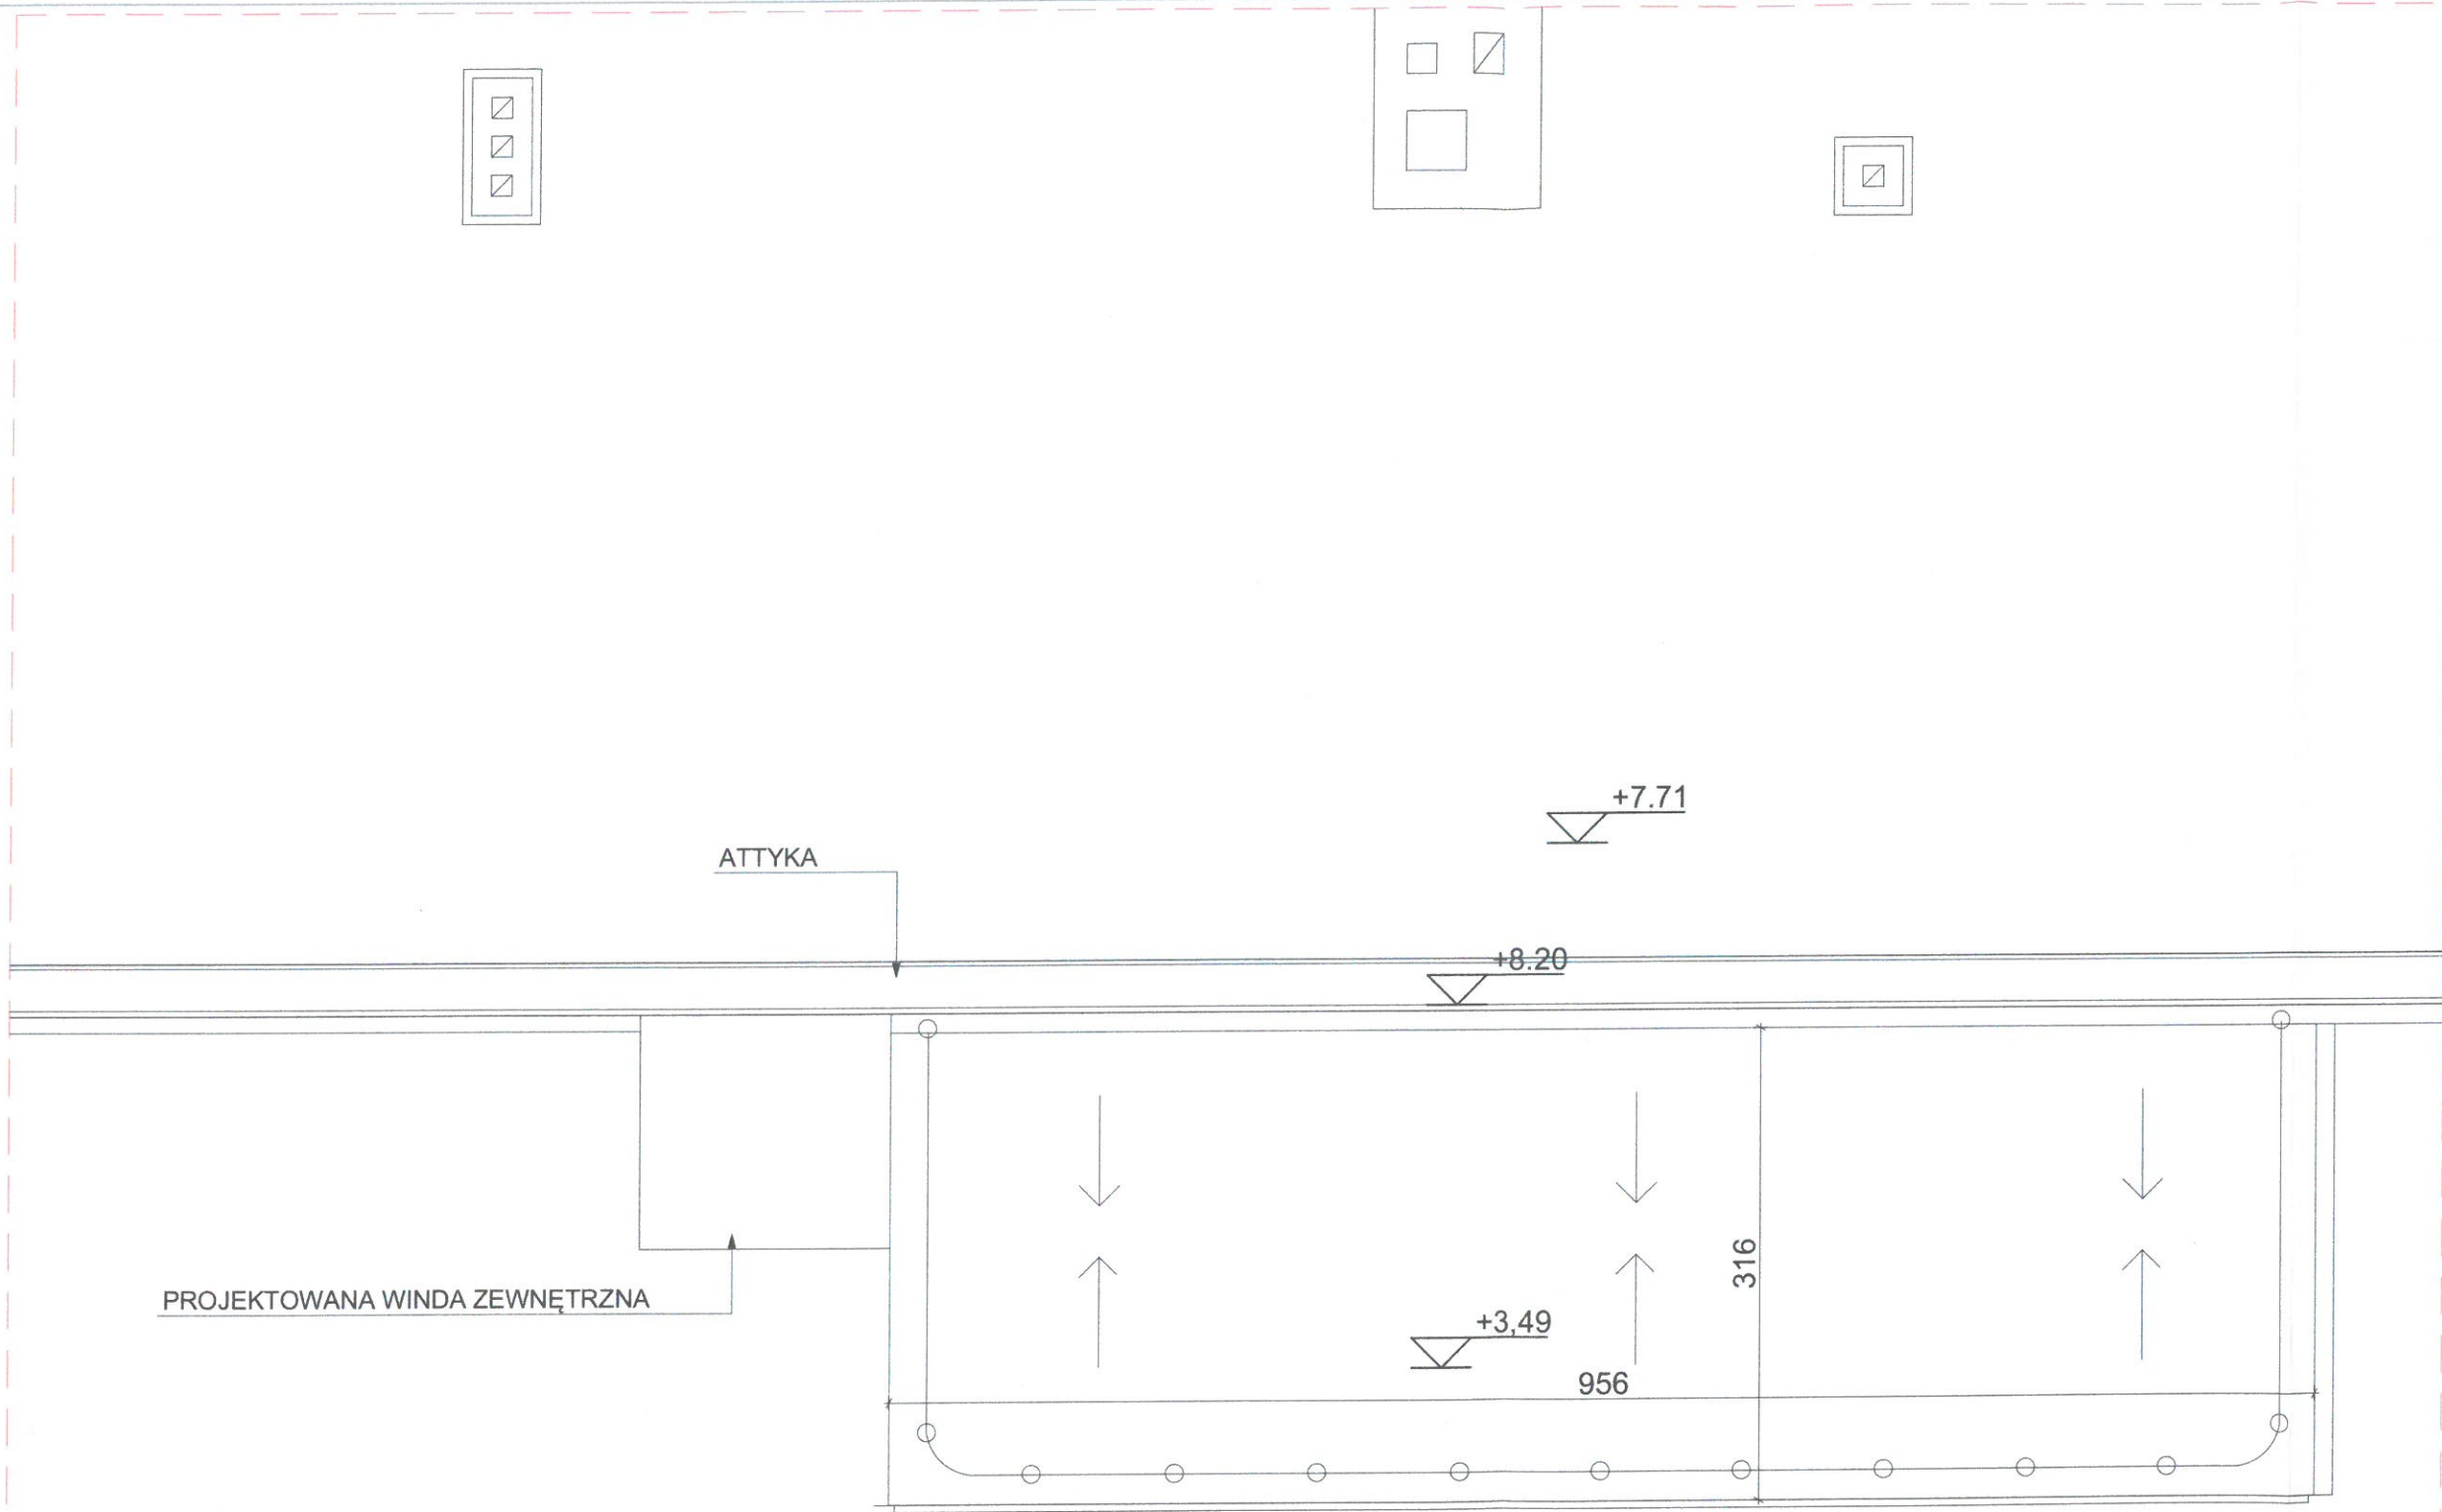 +7.71
ATTYKA
+8.20
316
PROJEKTOWANA WINDA ZEWNĘTRZNA
+3,49
956